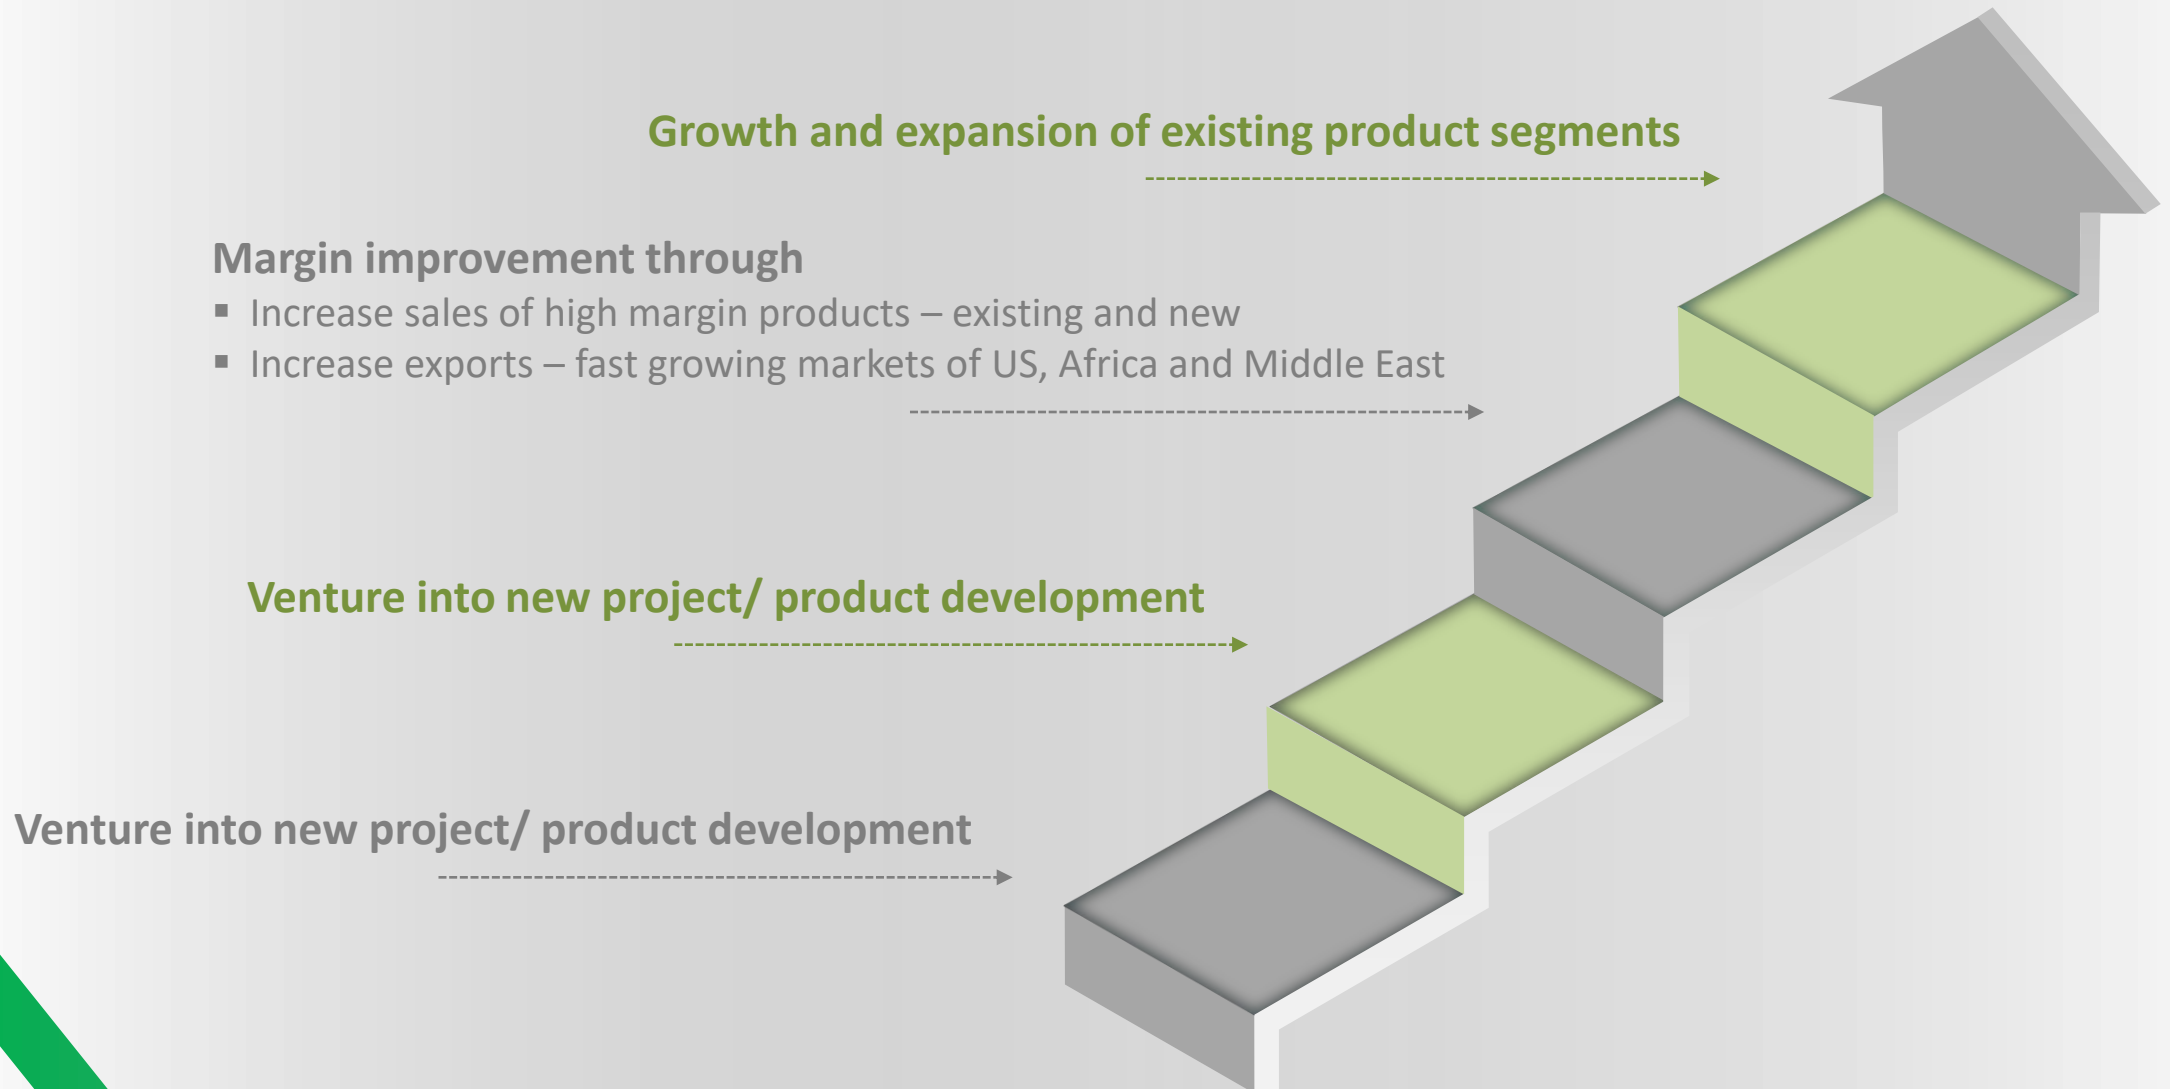 Growth and expansion of existing product segments
Margin improvement through
▪ Increase sales of high margin products – existing and new
▪ Increase exports – fast growing markets of US, Africa and Middle East
Venture into new project/ product development
Venture into new project/ product development